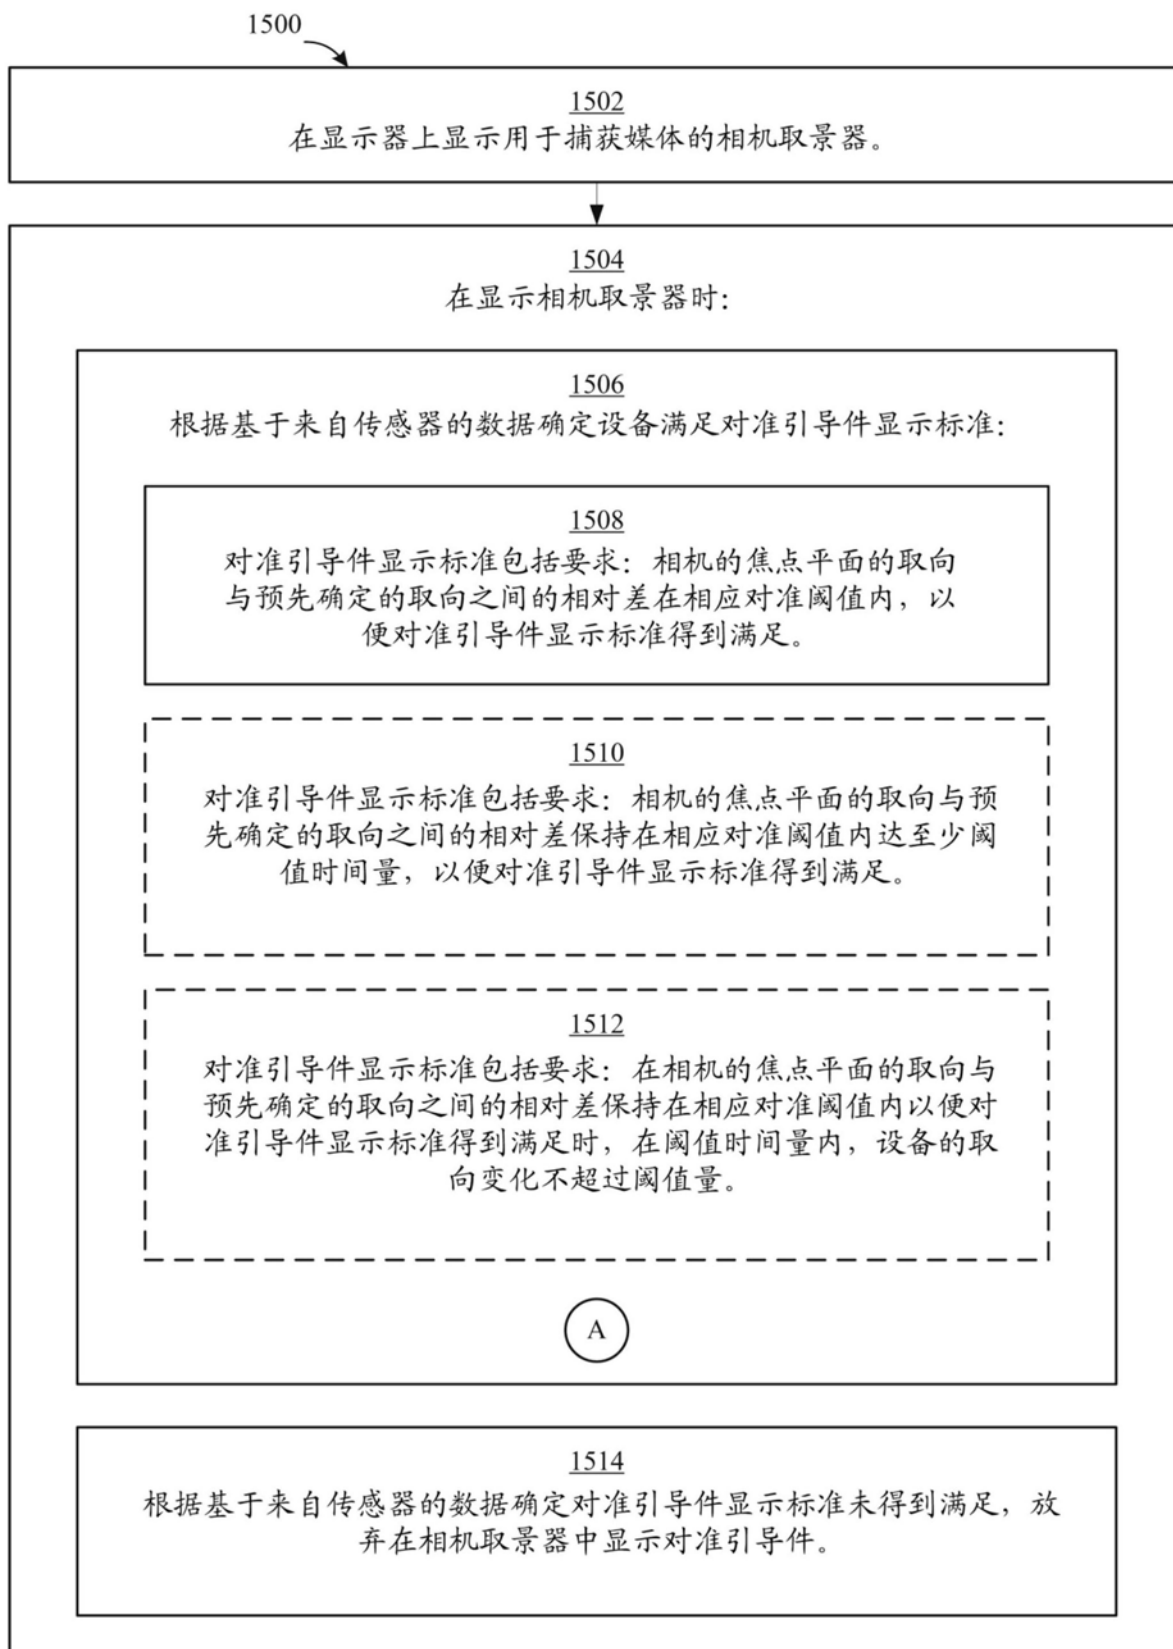 1500
1502
在显示器上显示用于捕获媒体的相机取景器。
1504
在显示相机取景器时：
1506
根据基于来自传感器的数据确定设备满足对准引导件显示标准：
1508
对准引导件显示标准包括要求：相机的焦点平面的取向
与预先确定的取向之间的相对差在相应对准阈值内，以
便对准引导件显示标准得到满足。
1510
对准引导件显示标准包括要求：相机的焦点平面的取向与预
先确定的取向之间的相对差保持在相应对准阈值内达至少阈
值时间量，以便对准引导件显示标准得到满足。
1512
对准引导件显示标准包括要求：在相机的焦点平面的取向与
预先确定的取向之间的相对差保持在相应对准阈值内以便对
准引导件显示标准得到满足时，在阈值时间量内，设备的取
向变化不超过阈值量。
A
1514
根据基于来自传感器的数据确定对准引导件显示标准未得到满足，放
弃在相机取景器中显示对准引导件。